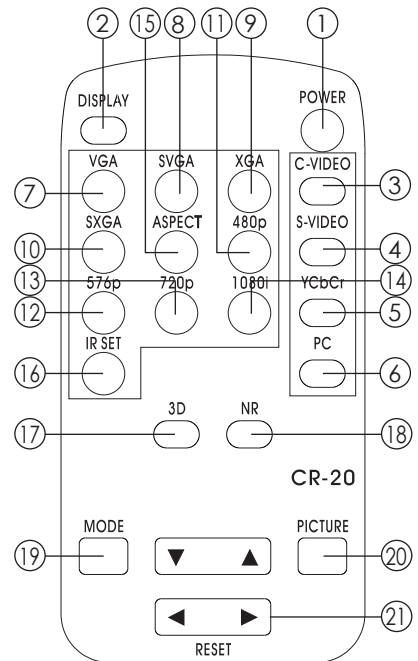 2 15 8 11 9 1
DISPLAY POWER
VGA SVGA XGA C-VIDEO
7 3
SXGA ASPECT 480p S-VIDEO
10 4
13 576p 720p 1080i YCbCr 14
12 5
IR SET PC
16 6
3D NR
17 18
CR-20
MODE PICTURE
19 ▼ ▲ 20
◄ ► 21
RESET